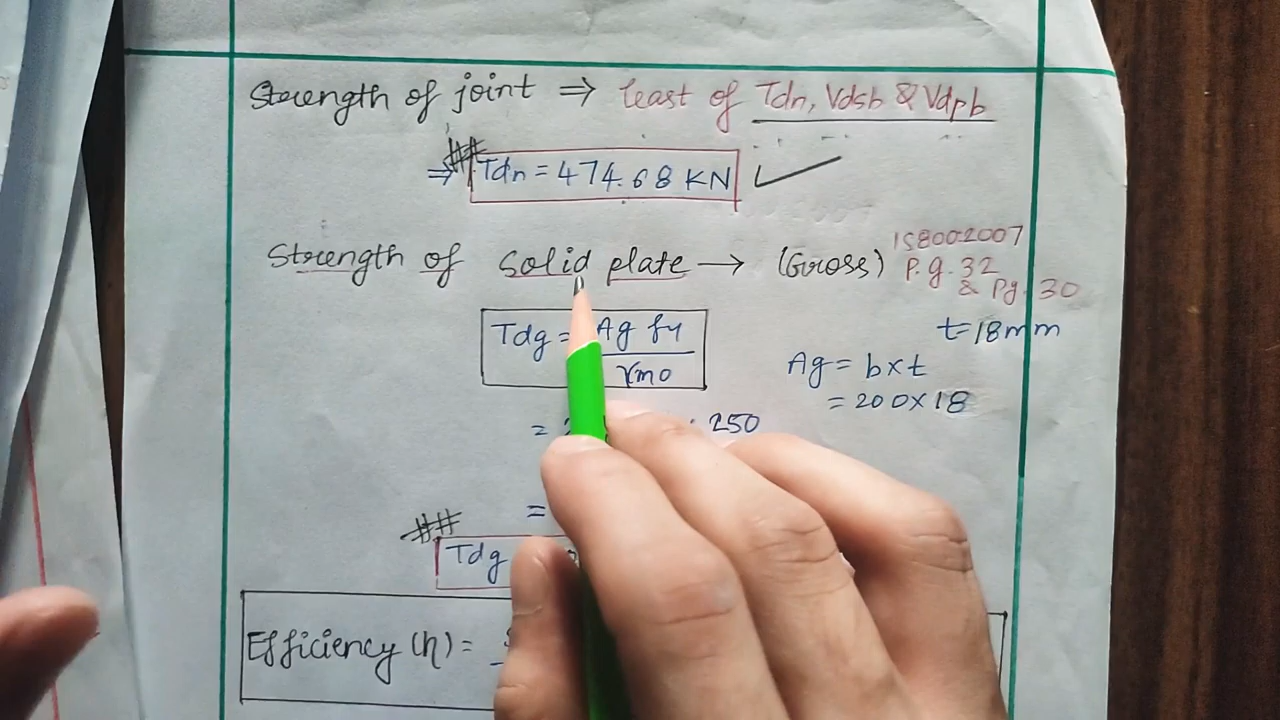 Strength of joint ⇒ least of Tdn, Vdsb & Vdpb
⇒ ## Tdn = 474.68 KN ✓
Strength of solid plate → (Gross) IS800:2007
P.g. 32
& Pg. 30
t=18mm
Tdg = Ag fy
γmo
Ag = b×t
= 200×18
= 250
=
##
Tdg
Efficiency (η) =